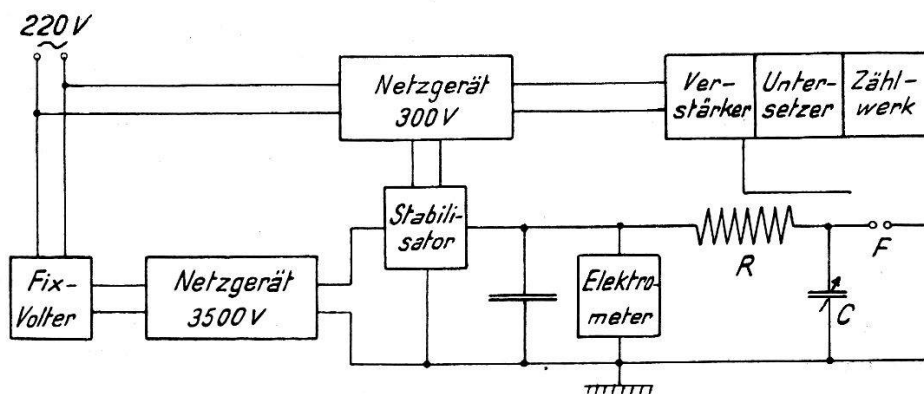 220V
~
Netzgerät
300V
Ver-
stärker
Unter-
setzer
Zähl-
werk
Stabili-
sator
Fix-
Volter
Netzgerät
3500V
Elektro-
meter
R
C
F